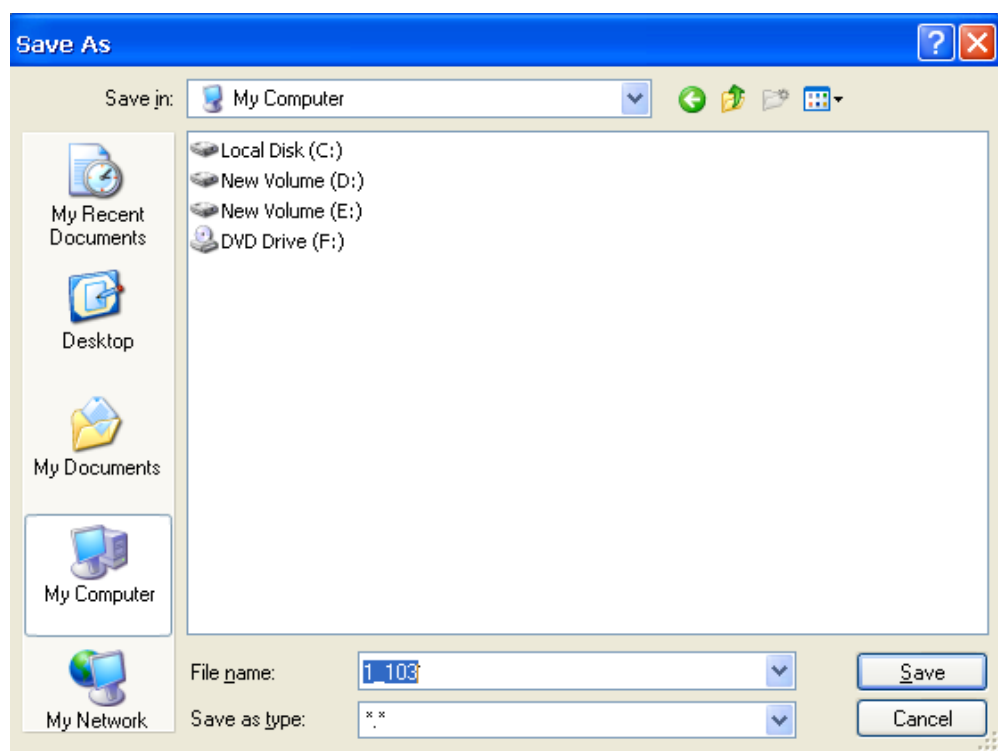 Save As
Save in:
My Computer
Local Disk (C:)
New Volume (D:)
New Volume (E:)
DVD Drive (F:)
My Recent
Documents
Desktop
My Documents
My Computer
My Network
File name:
1_103
Save
Save as type:
*.*
Cancel